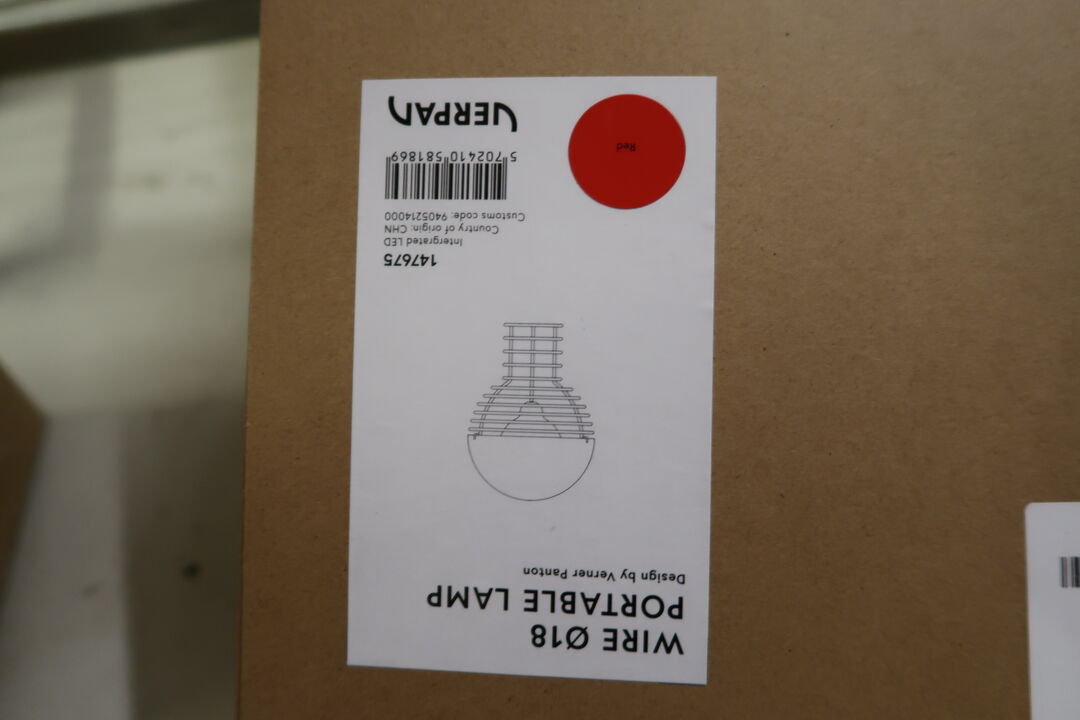 WIRE Ø18
PORTABLE LAMP
Design by Verner Panton
147675
Intergrated LED
Country of origin: CHN
Customs code: 9405214000
5 702410 581869
VERPAN
Red